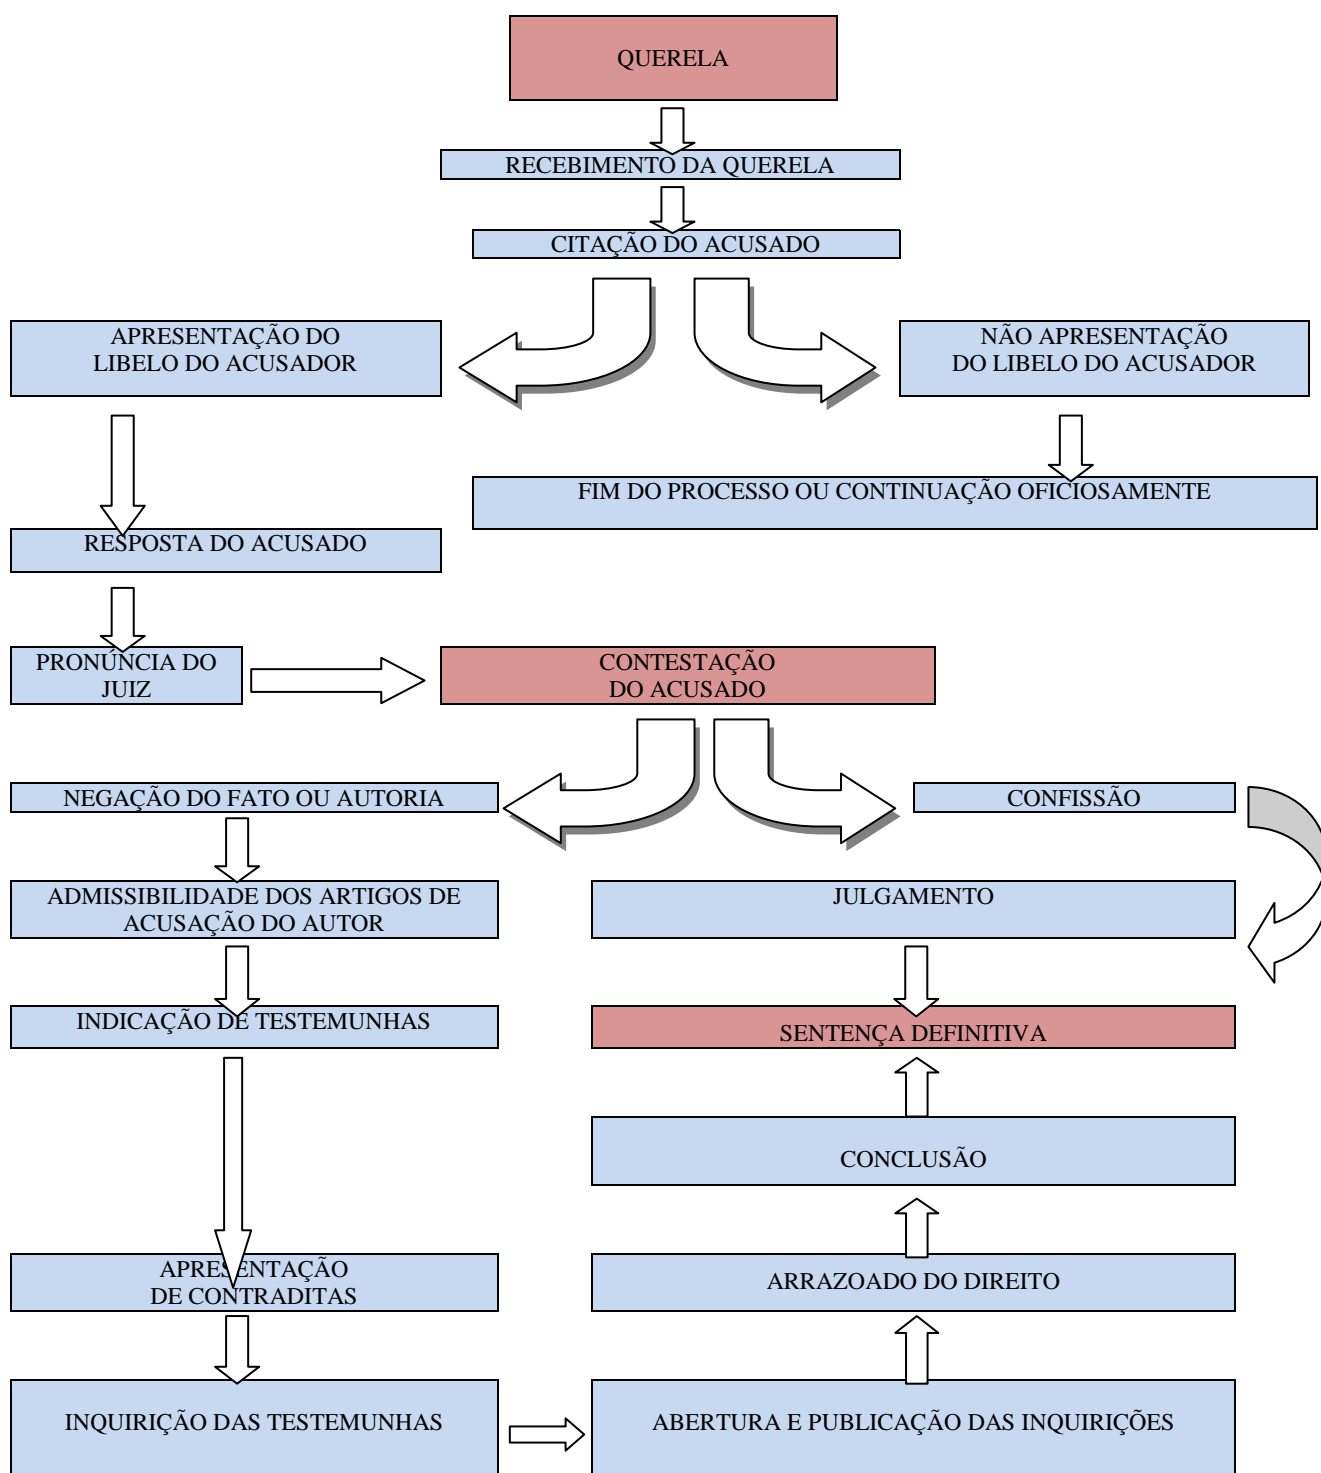 QUERELA
RECEBIMENTO DA QUERELA
CITAÇÃO DO ACUSADO
APRESENTAÇÃO DO
LIBELO DO ACUSADOR
NÃO APRESENTAÇÃO
DO LIBELO DO ACUSADOR
FIM DO PROCESSO OU CONTINUAÇÃO OFICIOSAMENTE
RESPOSTA DO ACUSADO
PRONÚNCIA DO
JUIZ
CONTESTAÇÃO
DO ACUSADO
NEGAÇÃO DO FATO OU AUTORIA
CONFISSÃO
ADMISSIBILIDADE DOS ARTIGOS DE
ACUSAÇÃO DO AUTOR
JULGAMENTO
INDICAÇÃO DE TESTEMUNHAS
SENTENÇA DEFINITIVA
CONCLUSÃO
APRESENTAÇÃO
DE CONTRADITAS
ARRAZOADO DO DIREITO
INQUIRIÇÃO DAS TESTEMUNHAS
ABERTURA E PUBLICAÇÃO DAS INQUIRIÇÕES